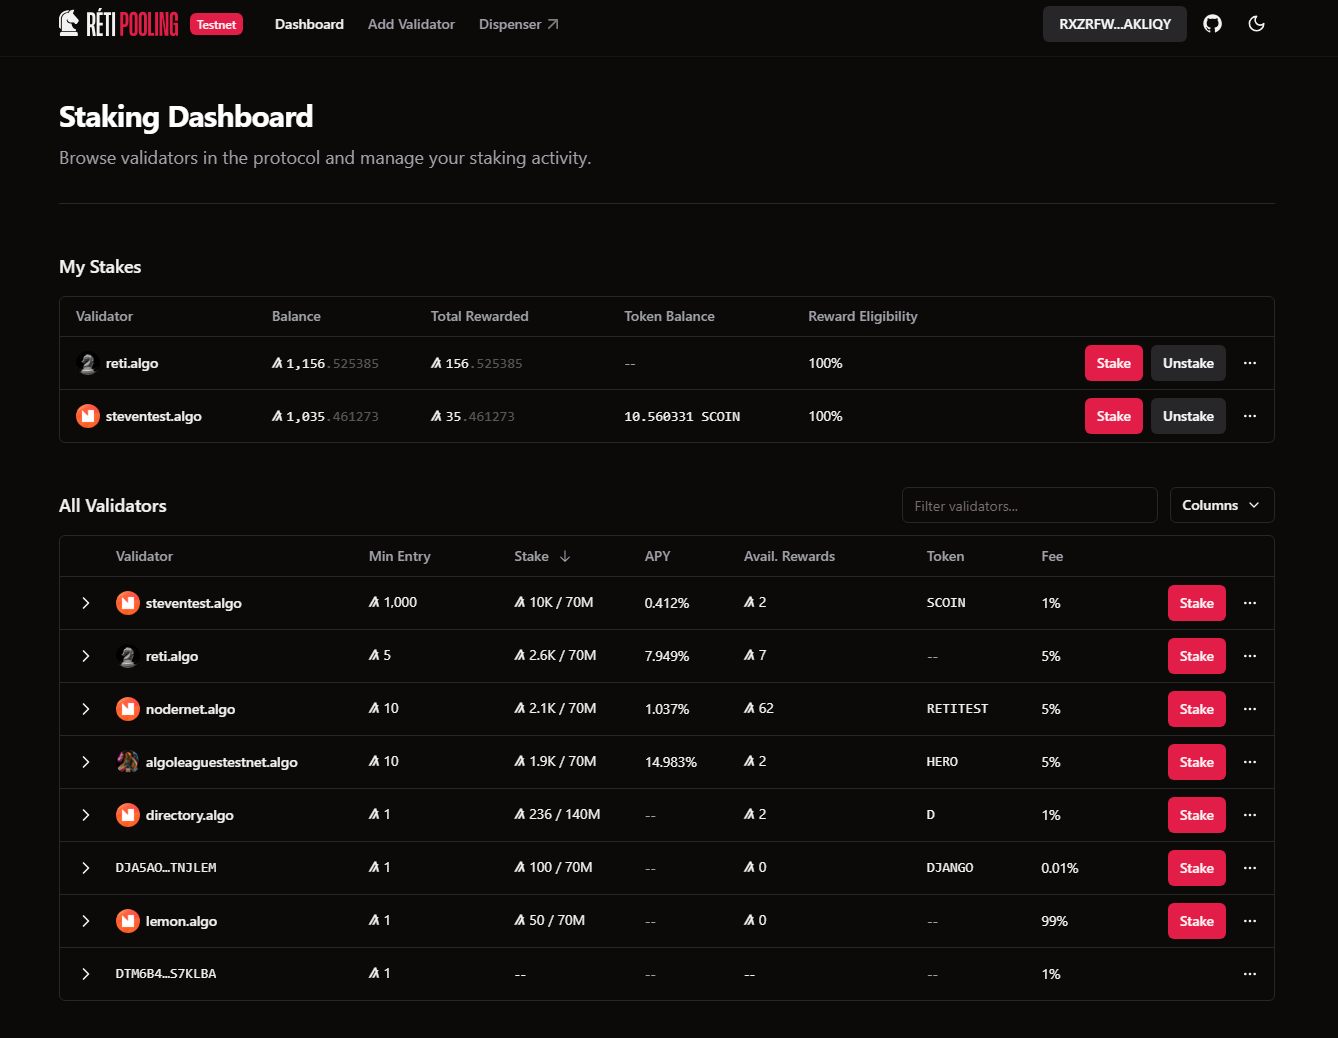 RÉTI POOLING Testnet Dashboard Add Validator Dispenser RXZRFW...AKLIQY
Staking Dashboard
Browse validators in the protocol and manage your staking activity.
My Stakes
Validator Balance Total Rewarded Token Balance Reward Eligibility
reti.algo 1,156.525385 156.525385 -- 100% Stake Unstake ...
steventest.algo 1,035.461273 35.461273 10.560331 SCOIN 100% Stake Unstake ...
All Validators Filter validators... Columns
Validator Min Entry Stake ↓ APY Avail. Rewards Token Fee
steventest.algo 1,000 10K / 70M 0.412% 2 SCOIN 1% Stake ...
reti.algo 5 2.6K / 70M 7.949% 7 -- 5% Stake ...
nodernet.algo 10 2.1K / 70M 1.037% 62 RETITEST 5% Stake ...
algoleaguestestnet.algo 10 1.9K / 70M 14.983% 2 HERO 5% Stake ...
directory.algo 1 236 / 140M -- 2 D 1% Stake ...
DJA5AO...TNJLEM 1 100 / 70M -- 0 DJANGO 0.01% Stake ...
lemon.algo 1 50 / 70M -- 0 -- 99% Stake ...
DTM6B4...S7KLBA 1 -- -- -- -- 1% ...